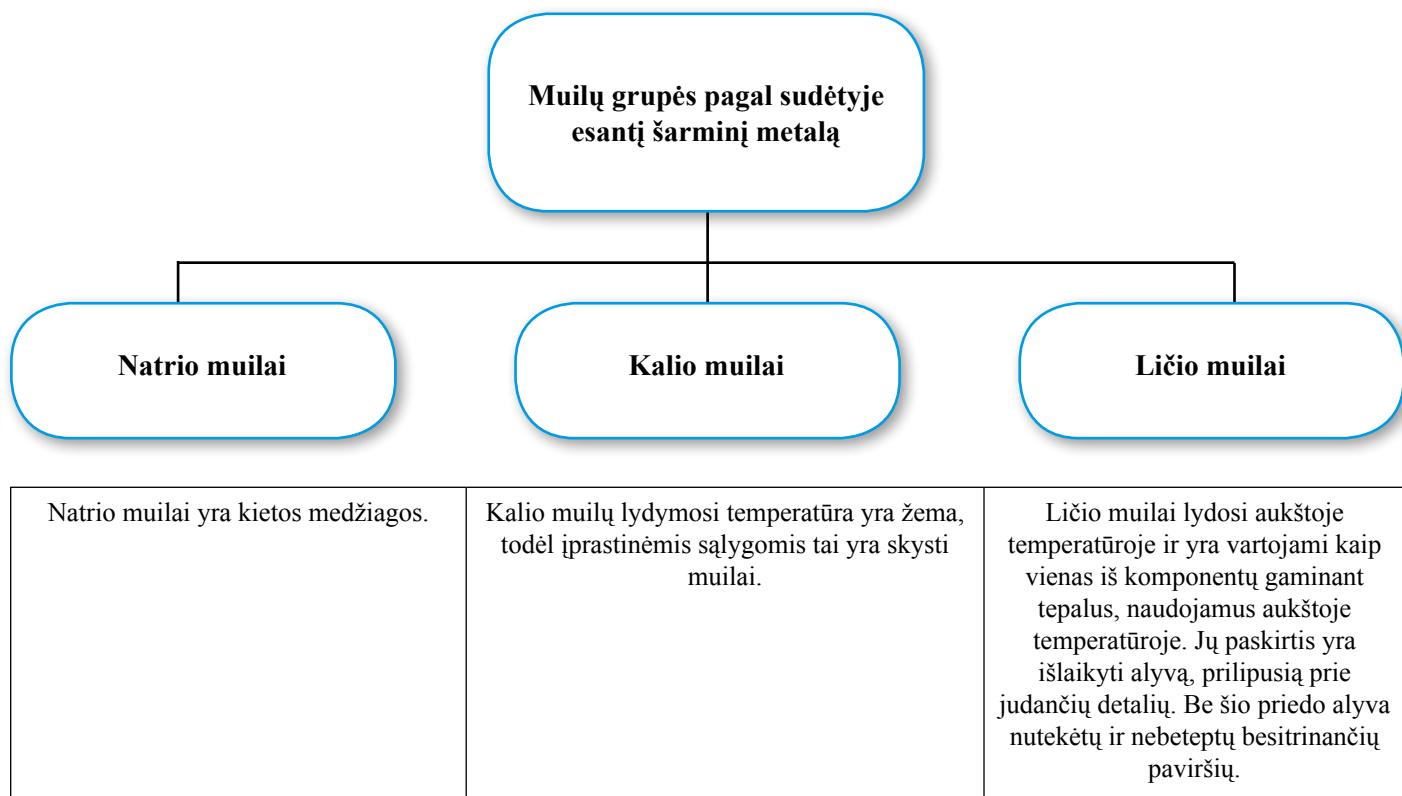 Muilų grupės pagal sudėtyje
esantį šarminį metalą
Natrio muilai
Kalio muilai
Ličio muilai
Natrio muilai yra kietos medžiagos.
Kalio muilų lydymosi temperatūra yra žema,
todėl įprastinėmis sąlygomis tai yra skysti
muilai.
Ličio muilai lydosi aukštoje
temperatūroje ir yra vartojami kaip
vienas iš komponentų gaminant
tepalus, naudojamus aukštoje
temperatūroje. Jų paskirtis yra
išlaikyti alyvą, prilipusią prie
judančių detalių. Be šio priedo alyva
nutekėtų ir nebeteptų besitrinančių
paviršių.